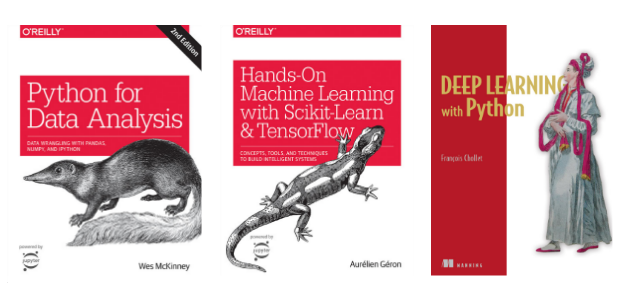 O'REILLY™
2nd Edition
Python for
Data Analysis
DATA WRANGLING WITH PANDAS,
NUMPY, AND IPYTHON
powered by
jupyter
Wes McKinney
O'REILLY™
Hands-On
Machine Learning
with Scikit-Learn
& TensorFlow
CONCEPTS, TOOLS, AND TECHNIQUES
TO BUILD INTELLIGENT SYSTEMS
powered by
jupyter
Aurélien Géron
DEEP LEARNING
with Python
François Chollet
MANNING